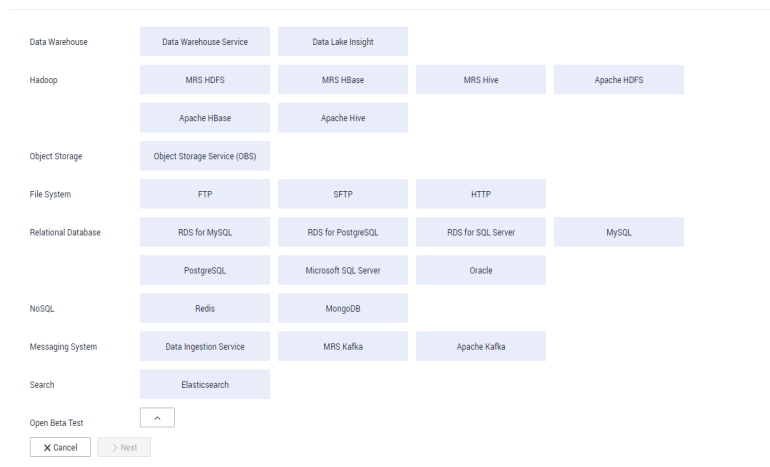 Data Warehouse Data Warehouse Service Data Lake Insight
Hadoop MRS HDFS MRS HBase MRS Hive Apache HDFS
Apache HBase Apache Hive
Object Storage Object Storage Service (OBS)
File System FTP SFTP HTTP
Relational Database RDS for MySQL RDS for PostgreSQL RDS for SQL Server MySQL
PostgreSQL Microsoft SQL Server Oracle
NoSQL Redis MongoDB
Messaging System Data Ingestion Service MRS Kafka Apache Kafka
Search Elasticsearch
Open Beta Test
Cancel Next